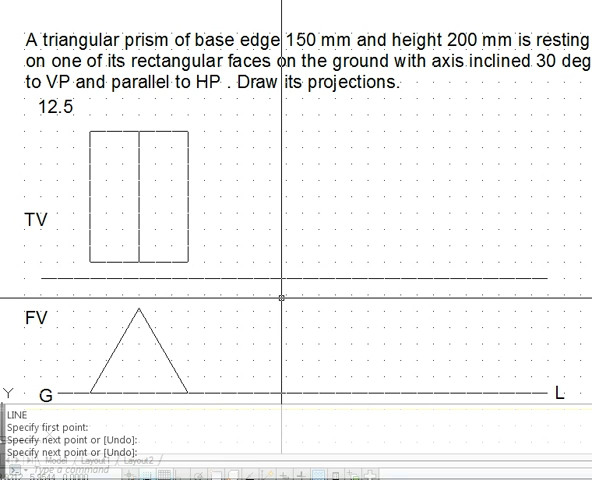 A triangular prism of base edge 150 mm and height 200 mm is resting
on one of its rectangular faces on the ground with axis inclined 30 deg
to VP and parallel to HP . Draw its projections.
12.5
TV
FV
Y
G
L
LINE
Specify first point:
Specify next point or [Undo]:
Specify next point or [Undo]:
Model / Layout1 / Layout2 /
Type a command